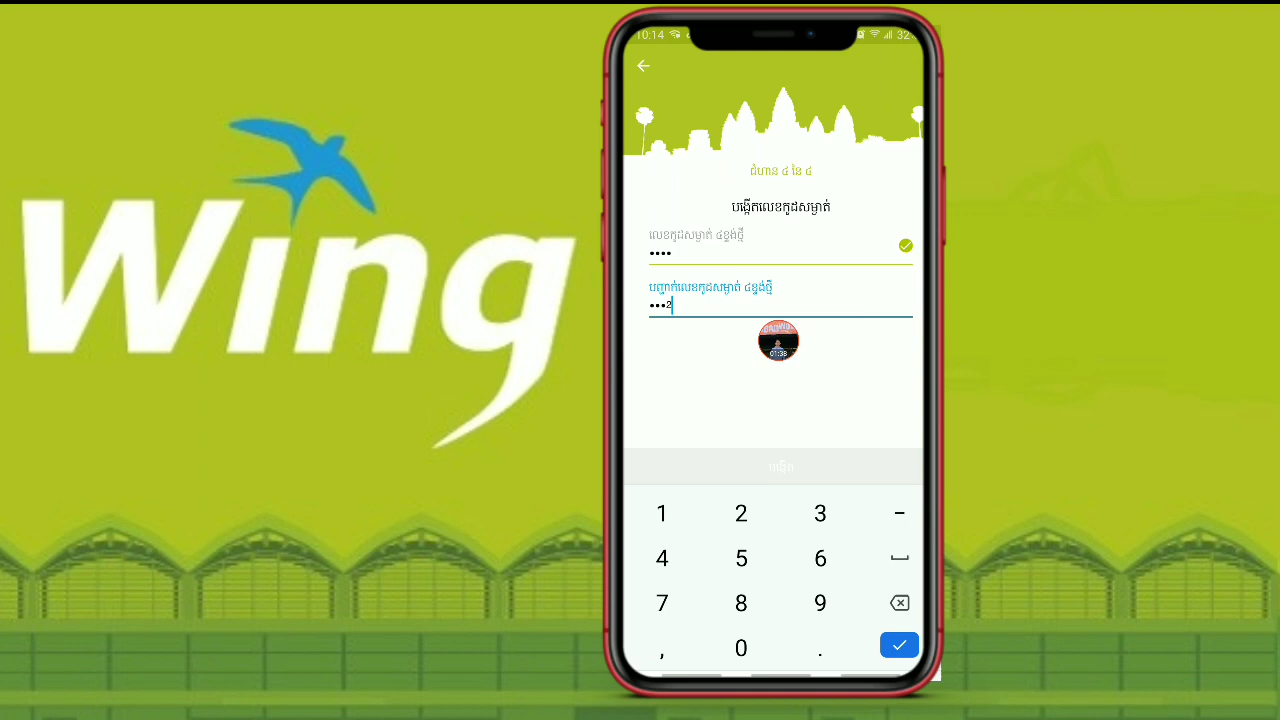 Wing
10:14
32
ជំហាន ៤ នៃ ៤
បង្កើតលេខកូដសម្ងាត់
លេខកូដសម្ងាត់ ៤ខ្ទង់ថ្មី
••••
បញ្ជាក់លេខកូដសម្ងាត់ ៤ខ្ទង់ថ្មី
•••2
01:38
បង្កើត
1 2 3 -
4 5 6
7 8 9
, 0 .